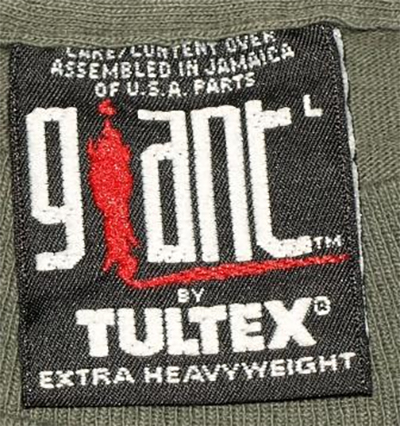 CARE/CONTENT OVER
ASSEMBLED IN JAMAICA
OF U.S.A. PARTS
giant L
TM
BY
TULTEX®
EXTRA HEAVYWEIGHT